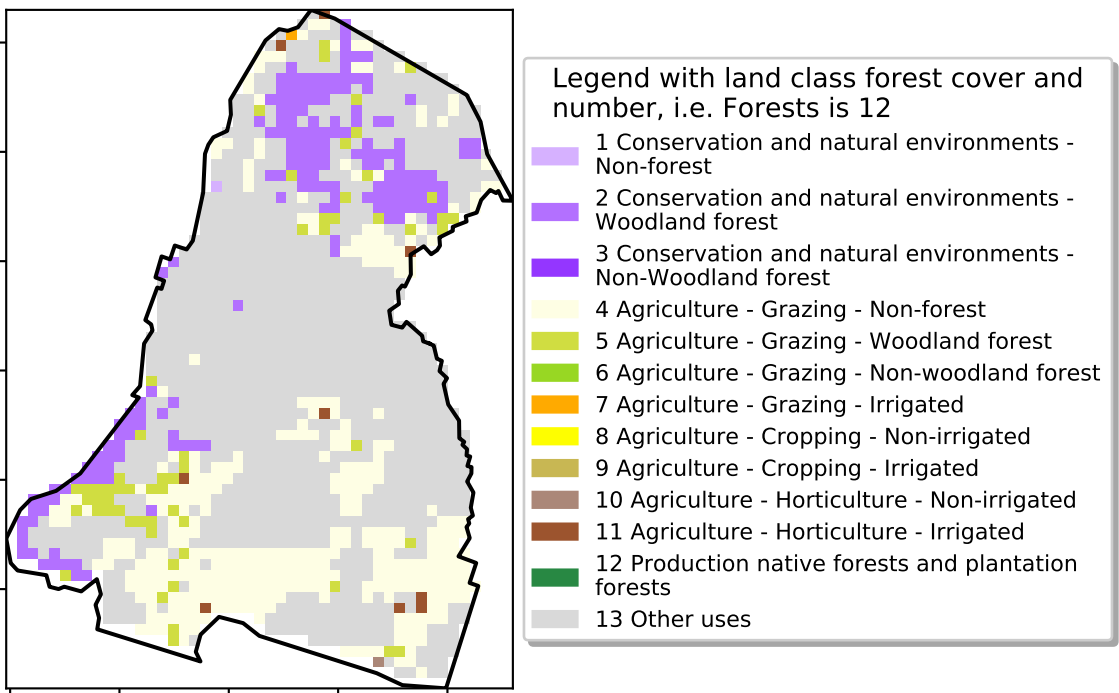 Legend with land class forest cover and
number, i.e. Forests is 12
1 Conservation and natural environments -
Non-forest
2 Conservation and natural environments -
Woodland forest
3 Conservation and natural environments -
Non-Woodland forest
4 Agriculture - Grazing - Non-forest
5 Agriculture - Grazing - Woodland forest
6 Agriculture - Grazing - Non-woodland forest
7 Agriculture - Grazing - Irrigated
8 Agriculture - Cropping - Non-irrigated
9 Agriculture - Cropping - Irrigated
10 Agriculture - Horticulture - Non-irrigated
11 Agriculture - Horticulture - Irrigated
12 Production native forests and plantation
forests
13 Other uses